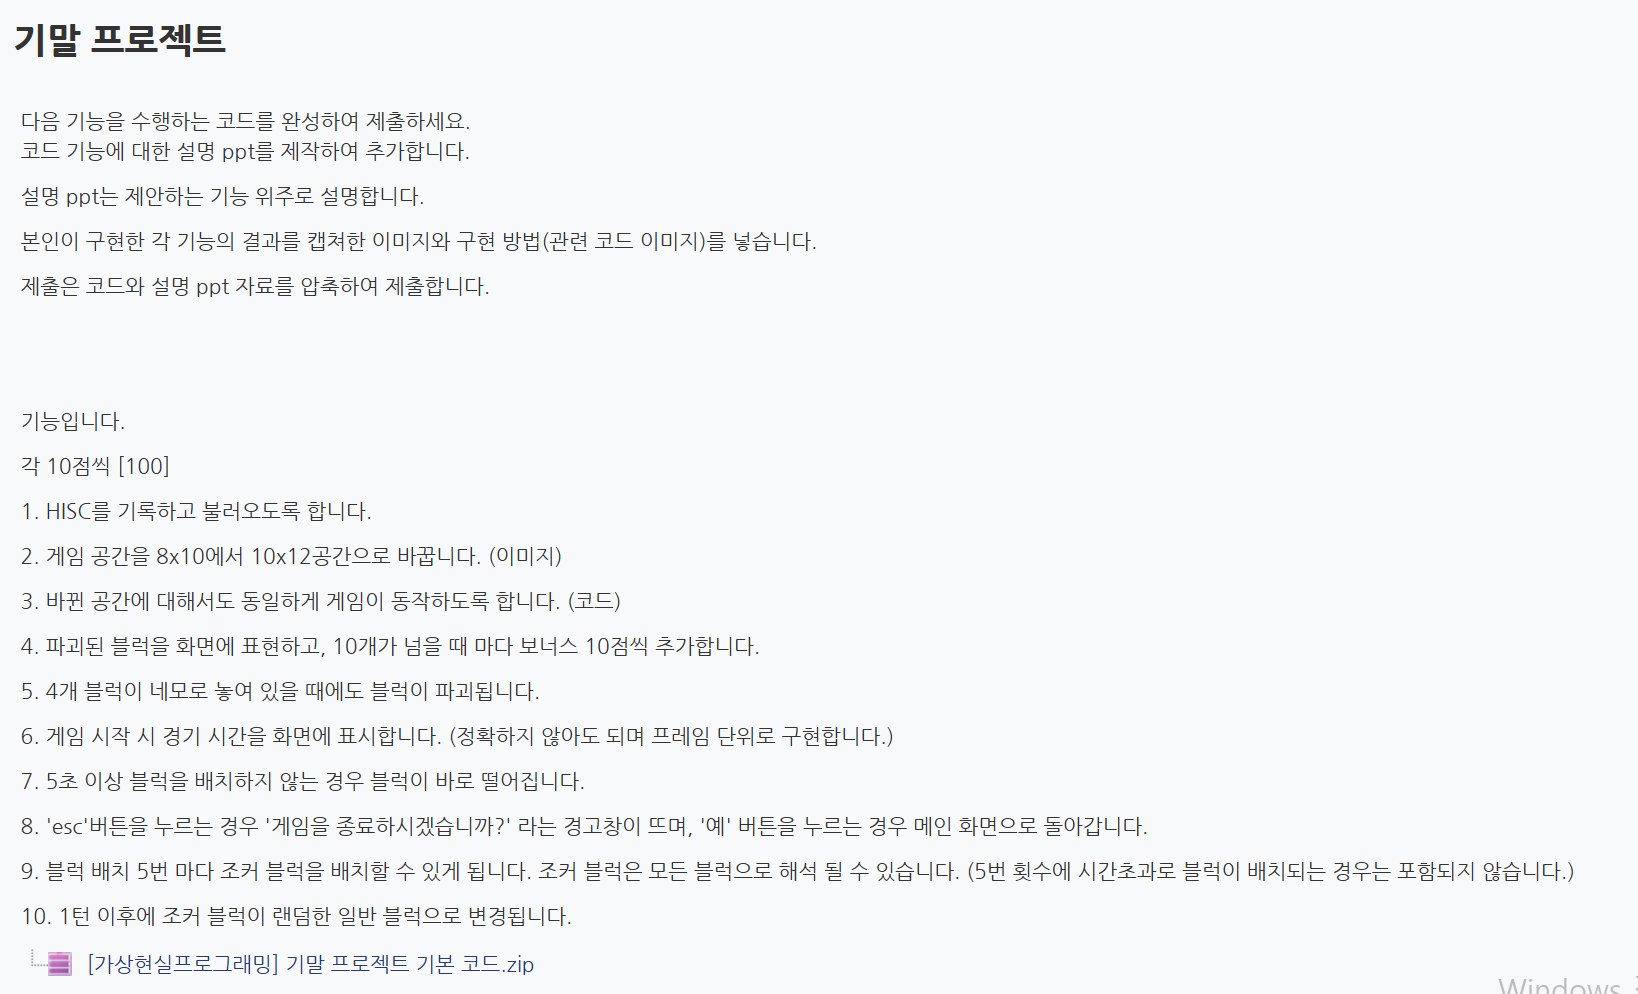 기말 프로젝트
다음 기능을 수행하는 코드를 완성하여 제출하세요.
코드 기능에 대한 설명 ppt를 제작하여 추가합니다.
설명 ppt는 제안하는 기능 위주로 설명합니다.
본인이 구현한 각 기능의 결과를 캡쳐한 이미지와 구현 방법(관련 코드 이미지)를 넣습니다.
제출은 코드와 설명 ppt 자료를 압축하여 제출합니다.
기능입니다.
각 10점씩 [100]
1. HISC를 기록하고 불러오도록 합니다.
2. 게임 공간을 8x10에서 10x12공간으로 바꿉니다. (이미지)
3. 바뀐 공간에 대해서도 동일하게 게임이 동작하도록 합니다. (코드)
4. 파괴된 블럭을 화면에 표현하고, 10개가 넘을 때 마다 보너스 10점씩 추가합니다.
5. 4개 블럭이 네모로 놓여 있을 때에도 블럭이 파괴됩니다.
6. 게임 시작 시 경기 시간을 화면에 표시합니다. (정확하지 않아도 되며 프레임 단위로 구현합니다.)
7. 5초 이상 블럭을 배치하지 않는 경우 블럭이 바로 떨어집니다.
8. 'esc'버튼을 누르는 경우 '게임을 종료하시겠습니까?' 라는 경고창이 뜨며, '예' 버튼을 누르는 경우 메인 화면으로 돌아갑니다.
9. 블럭 배치 5번 마다 조커 블럭을 배치할 수 있게 됩니다. 조커 블럭은 모든 블럭으로 해석 될 수 있습니다. (5번 횟수에 시간초과로 블럭이 배치되는 경우는 포함되지 않습니다.)
10. 1턴 이후에 조커 블럭이 랜덤한 일반 블럭으로 변경됩니다.
[가상현실프로그래밍] 기말 프로젝트 기본 코드.zip
Windows